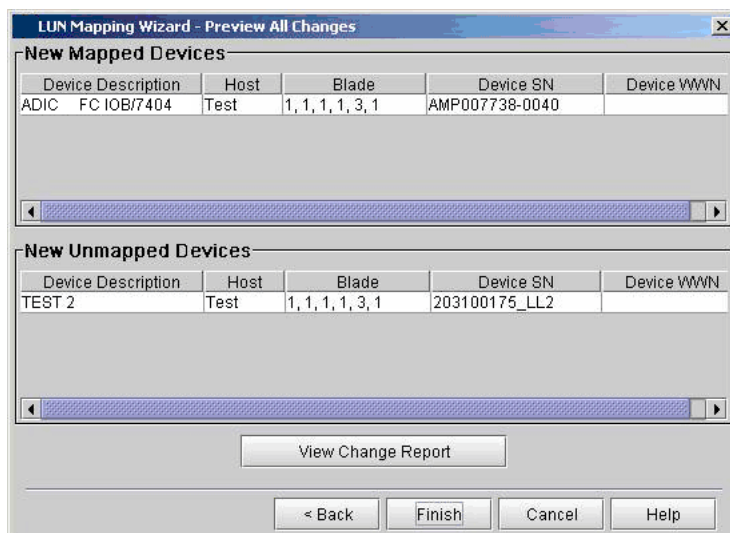 LUN Mapping Wizard - Preview All Changes
New Mapped Devices
Device Description Host Blade Device SN Device WWN
ADIC FC IOB/7404 Test 1, 1, 1, 1, 3, 1 AMP007738-0040
New Unmapped Devices
Device Description Host Blade Device SN Device WWN
TEST 2 Test 1, 1, 1, 1, 3, 1 203100175_LL2
View Change Report
< Back Finish Cancel Help